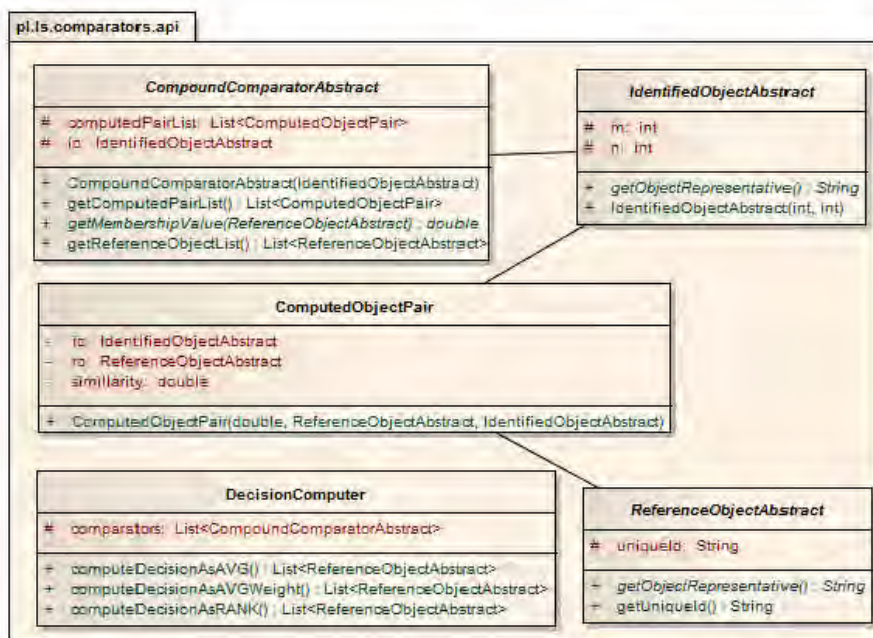 pl.ls.comparators.api
CompoundComparatorAbstract
# computedPairList: List<ComputedObjectPair>
# io: IdentifiedObjectAbstract
+ CompoundComparatorAbstract(IdentifiedObjectAbstract)
+ getComputedPairList() : List<ComputedObjectPair>
+ getMembershipValue(ReferenceObjectAbstract) : double
+ getReferenceObjectList() : List<ReferenceObjectAbstract>
IdentifiedObjectAbstract
# m: int
# n: int
+ getObjectRepresentative() : String
+ IdentifiedObjectAbstract(int, int)
ComputedObjectPair
- io: IdentifiedObjectAbstract
- ro: ReferenceObjectAbstract
- similiarity: double
+ ComputedObjectPair(double, ReferenceObjectAbstract, IdentifiedObjectAbstract)
DecisionComputer
# comparators: List<CompoundComparatorAbstract>
+ computeDecisionAsAVG() : List<ReferenceObjectAbstract>
+ computeDecisionAsAVGWeight() : List<ReferenceObjectAbstract>
+ computeDecisionAsRANK() : List<ReferenceObjectAbstract>
ReferenceObjectAbstract
# uniqueId: String
+ getObjectRepresentative() : String
+ getUniqueId() : String